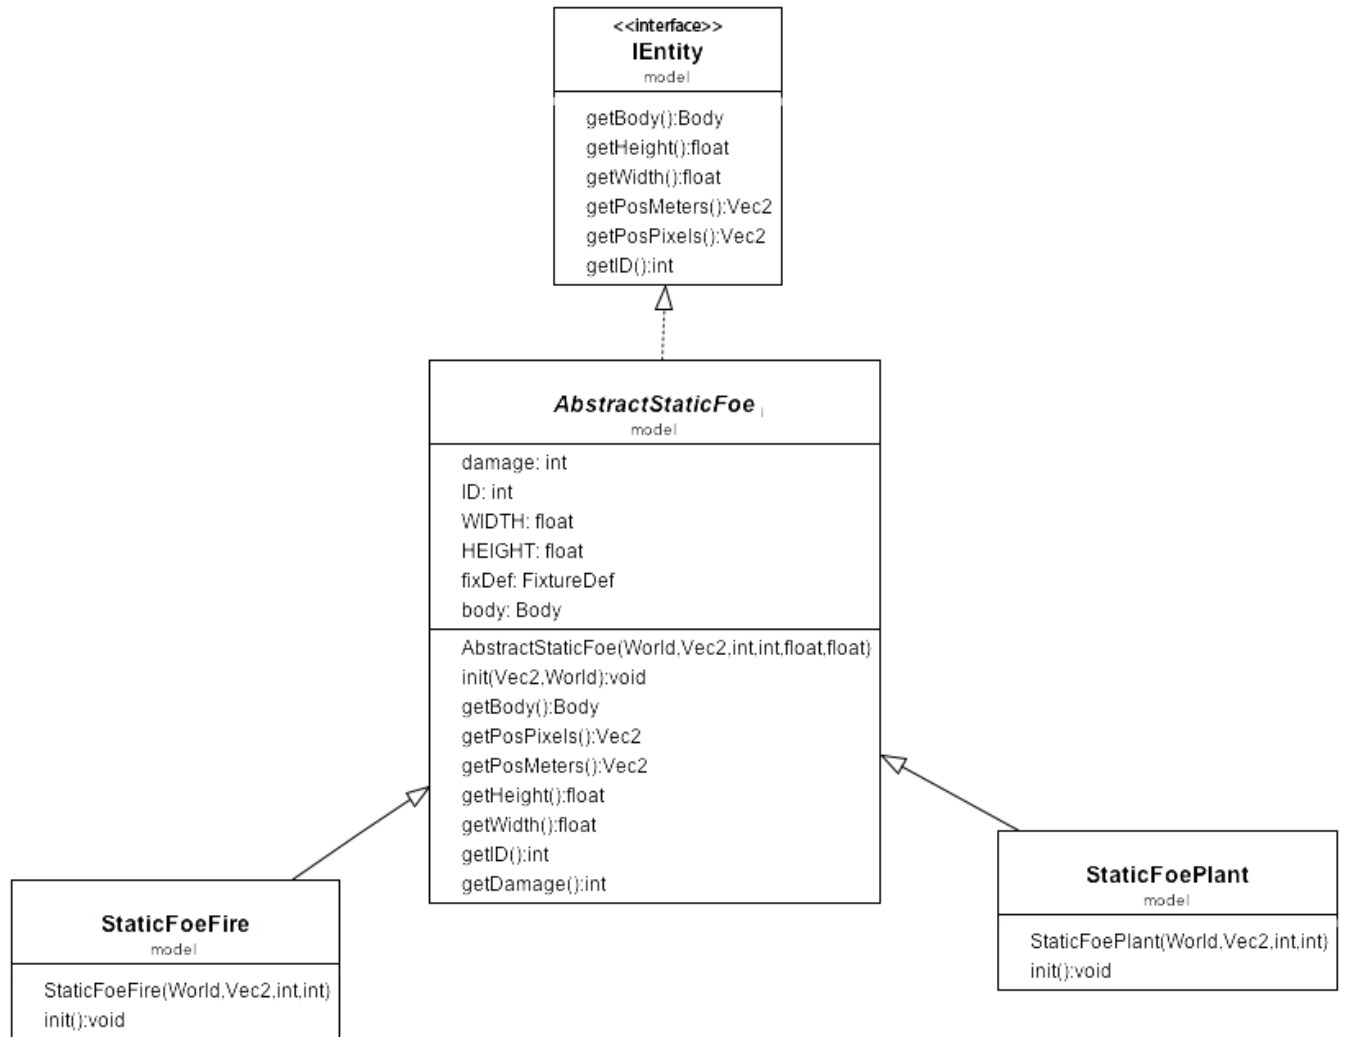 <<interface>>
IEntity
model
getBody():Body
getHeight():float
getWidth():float
getPosMeters():Vec2
getPosPixels():Vec2
getID():int
AbstractStaticFoe
model
damage: int
ID: int
WIDTH: float
HEIGHT: float
fixDef: FixtureDef
body: Body
AbstractStaticFoe(World,Vec2,int,int,float,float)
init(Vec2,World):void
getBody():Body
getPosPixels():Vec2
getPosMeters():Vec2
getHeight():float
getWidth():float
getID():int
getDamage():int
StaticFoeFire
model
StaticFoeFire(World,Vec2,int,int)
init():void
StaticFoePlant
model
StaticFoePlant(World,Vec2,int,int)
init():void